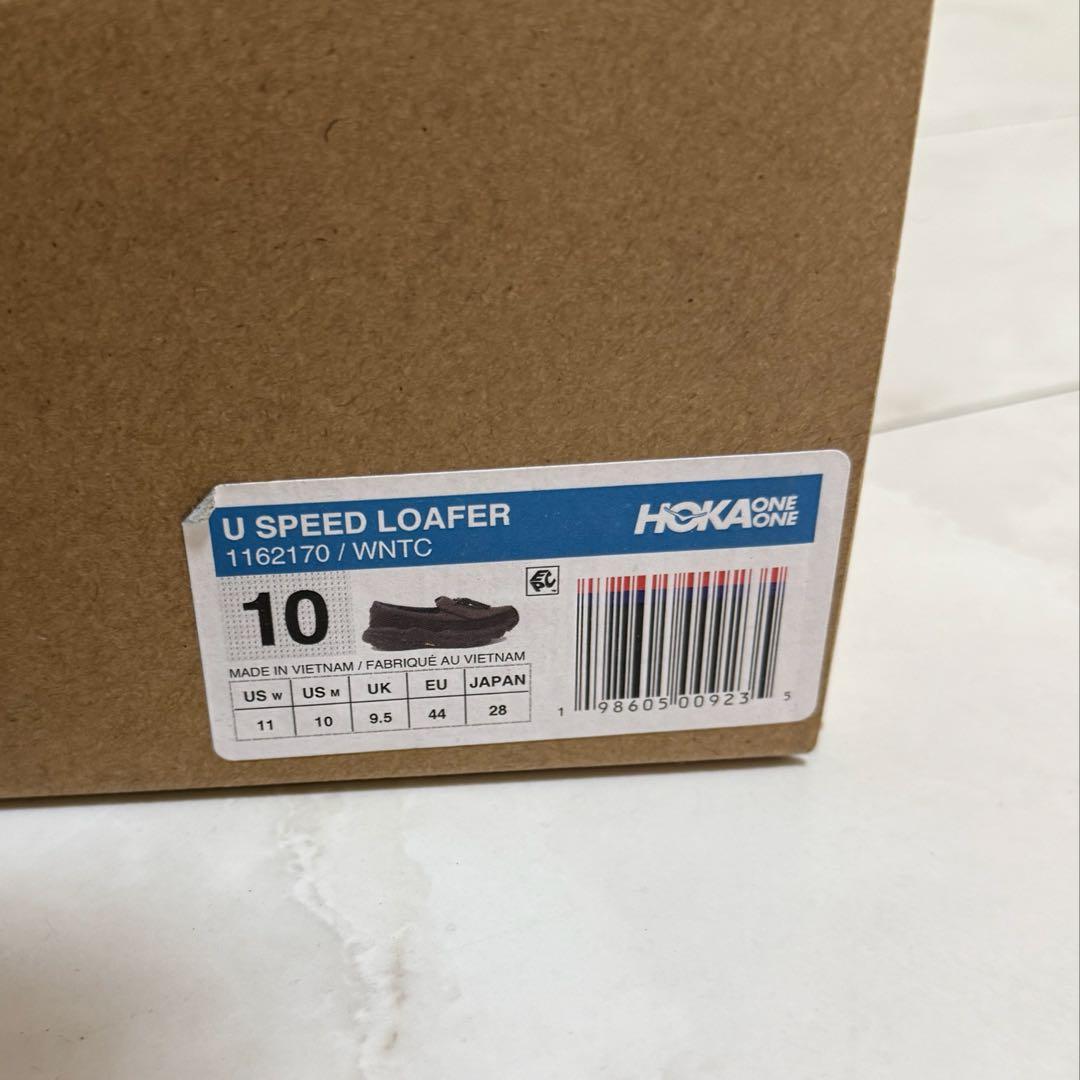 U SPEED LOAFER
1162170 / WNTC
HOKA ONE ONE
10
MADE IN VIETNAM / FABRIQUÉ AU VIETNAM
US W US M UK EU JAPAN
11 10 9.5 44 28
1 98605 00923 5